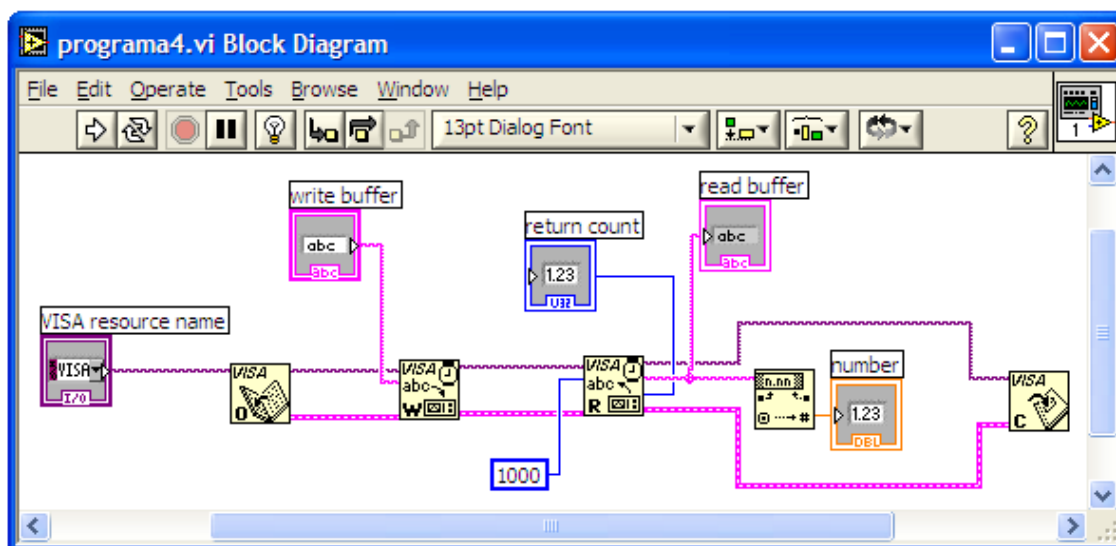 programa4.vi Block Diagram
File Edit Operate Tools Browse Window Help
13pt Dialog Font
?
1
write buffer
abc
abc
return count
1.23
U32
read buffer
abc
abc
VISA resource name
VISA
I/O
VISA
O
VISA
abc
W
VISA
abc
R
n.nn
#
number
1.23
DBL
VISA
C
1000